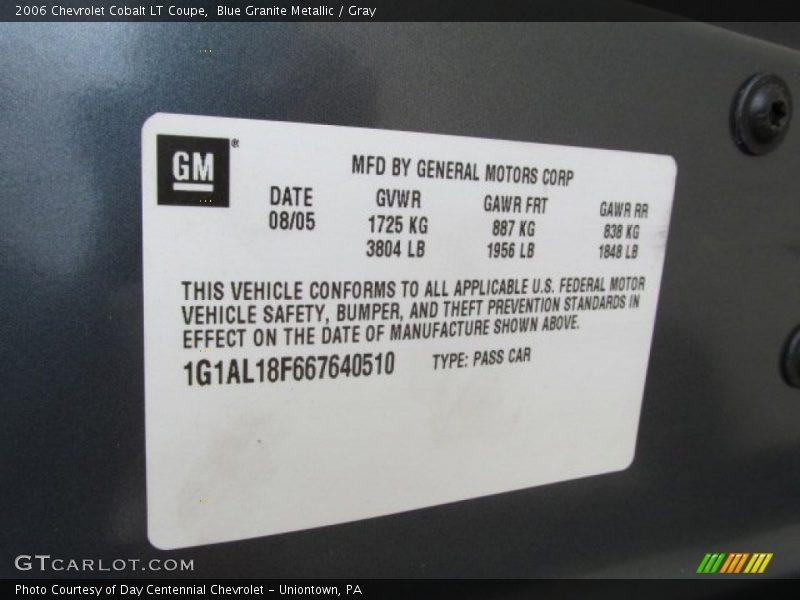 2006 Chevrolet Cobalt LT Coupe,  Blue Granite Metallic / Gray
GM®
MFD BY GENERAL MOTORS CORP
DATE GVWR GAWR FRT GAWR RR
08/05 1725 KG 887 KG 838 KG
3804 LB 1956 LB 1848 LB
THIS VEHICLE CONFORMS TO ALL APPLICABLE U.S. FEDERAL MOTOR
VEHICLE SAFETY, BUMPER, AND THEFT PREVENTION STANDARDS IN
EFFECT ON THE DATE OF MANUFACTURE SHOWN ABOVE.
1G1AL18F667640510 TYPE: PASS CAR
GTCARLOT.COM
Photo Courtesy of Day Centennial Chevrolet - Uniontown, PA